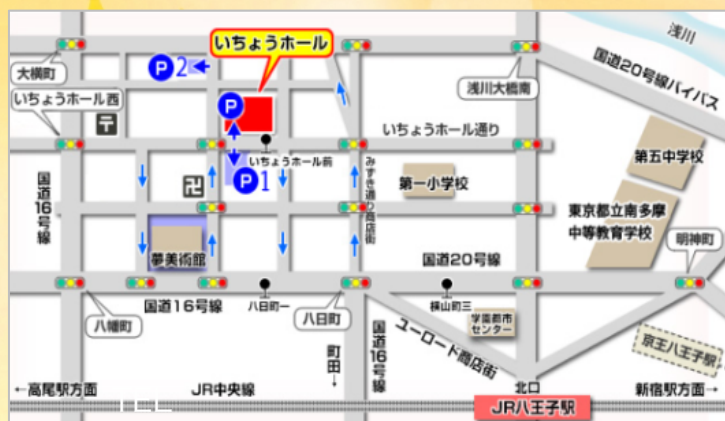 浅川
いちょうホール
大横町
P2
国道20号線バイパス
浅川大橋南
いちょうホール西
P
いちょうホール通り
いちょうホール前
第五中学校
P1
みずき通り商店街
第一小学校
国道16号線
東京都立南多摩
中等教育学校
明神町
夢美術館
国道20号線
国道16号線
八日町一
八日町
横山町三
八幡町
学園都市
センター
ユーロード商店街
国道16号線
町田→
京王八王子駅
←高尾駅方面
JR中央線
北口
新宿駅方面→
JR八王子駅